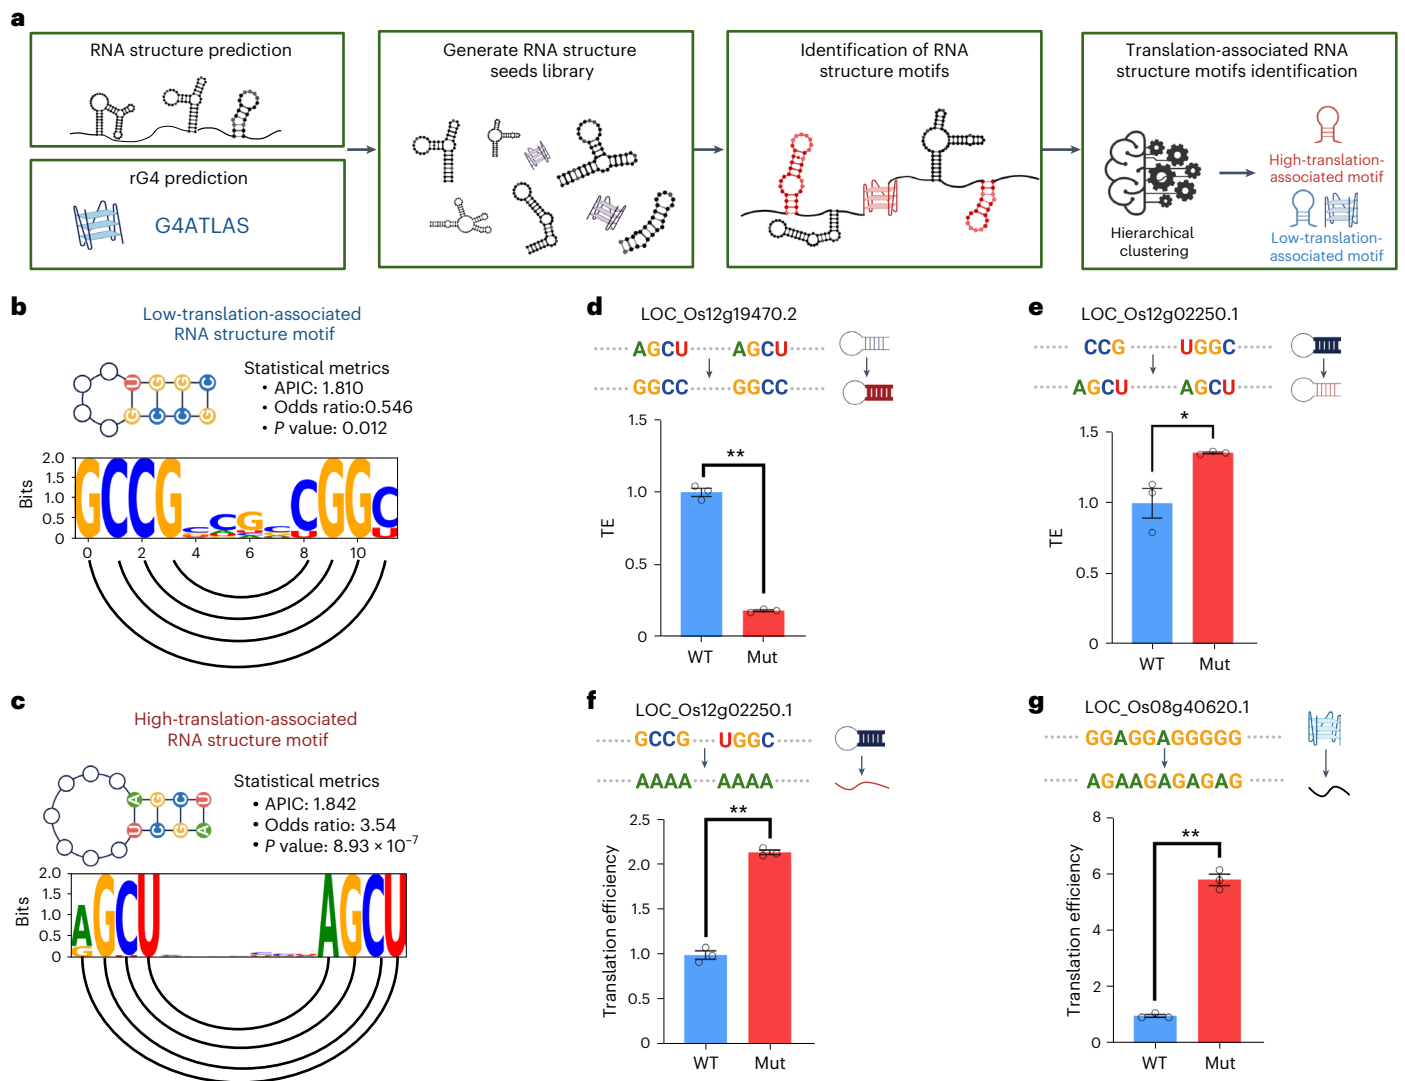 a
RNA structure prediction
rG4 prediction
G4ATLAS
Generate RNA structure
seeds library
Identification of RNA
structure motifs
Translation-associated RNA
structure motifs identification
Hierarchical
clustering
High-translation-
associated motif
Low-translation-
associated motif
b
Low-translation-associated
RNA structure motif
U G G C
G C C G
Statistical metrics
• APIC: 1.810
• Odds ratio:0.546
• P value: 0.012
Bits
2.0
1.5
1.0
0.5
0
GCCG
CGGC
0 2 4 6 8 10
c
High-translation-associated
RNA structure motif
A G C U
U C G A
Statistical metrics
• APIC: 1.842
• Odds ratio: 3.54
• P value: 8.93 × 10⁻⁷
Bits
2.0
1.5
1.0
0.5
0
AGCU
AGCU
d
LOC_Os12g19470.2
AGCU AGCU
GGCC GGCC
TE
1.5
1.0
0.5
0
**
WT Mut
e
LOC_Os12g02250.1
CCG UGGC
AGCU AGCU
TE
1.5
1.0
0.5
0
*
WT Mut
f
LOC_Os12g02250.1
GCCG UGGC
AAAA AAAA
Translation efficiency
2.5
2.0
1.5
1.0
0.5
0
**
WT Mut
g
LOC_Os08g40620.1
GGAGGAGGGGG
AGAAGAGAGAG
Translation efficiency
8
6
4
2
0
**
WT Mut